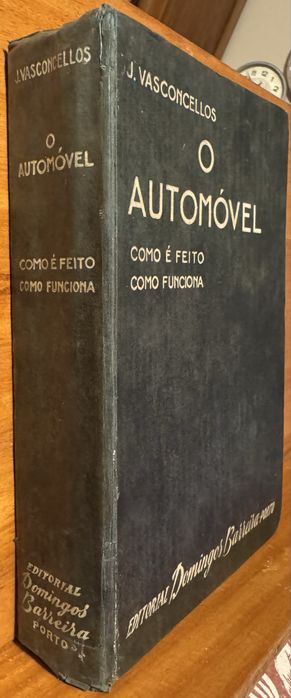 J. VASCONCELLOS
O
AUTOMÓVEL
COMO É FEITO
COMO FUNCIONA
EDITORIAL
Domingos
Barreira
PORTO
J. VASCONCELLOS
O
AUTOMÓVEL
COMO É FEITO
COMO FUNCIONA
EDITORIAL Domingos Barreira-PORTO